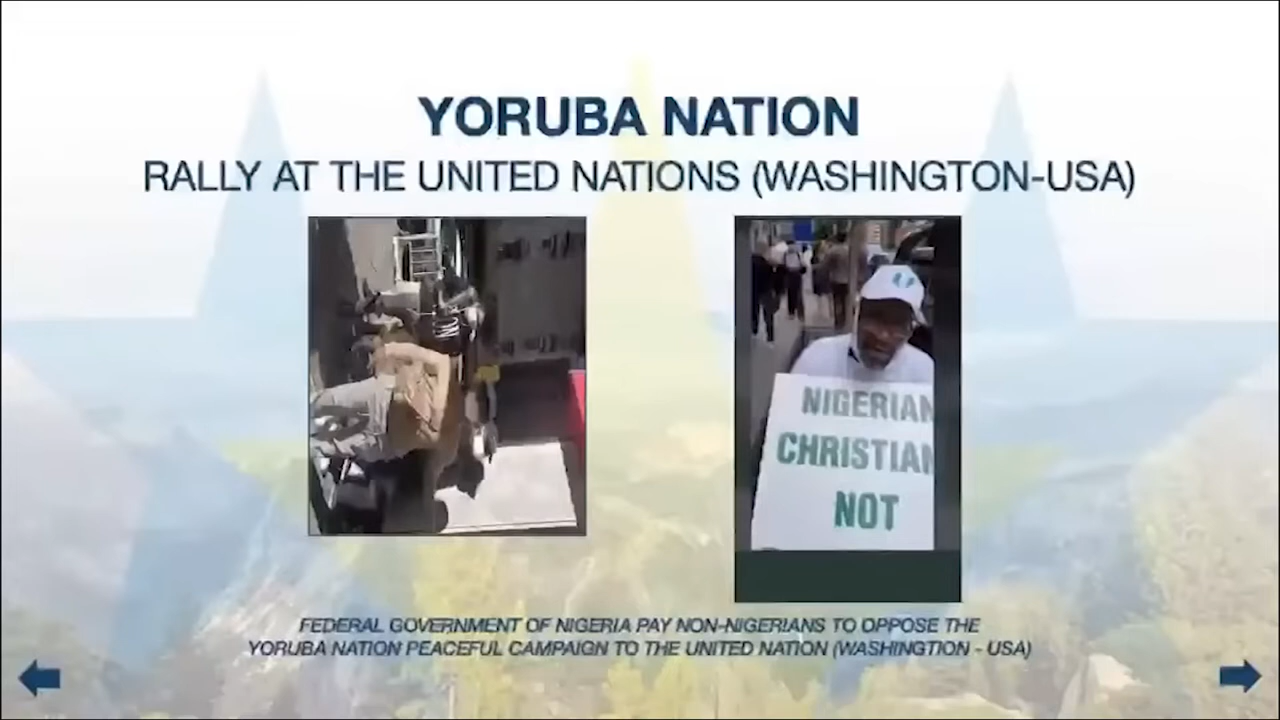 YORUBA NATION
RALLY AT THE UNITED NATIONS (WASHINGTON-USA)
NIGERIAN
CHRISTIAN
NOT
FEDERAL GOVERNMENT OF NIGERIA PAY NON-NIGERIANS TO OPPOSE THE
YORUBA NATION PEACEFUL CAMPAIGN TO THE UNITED NATION (WASHINGTION - USA)